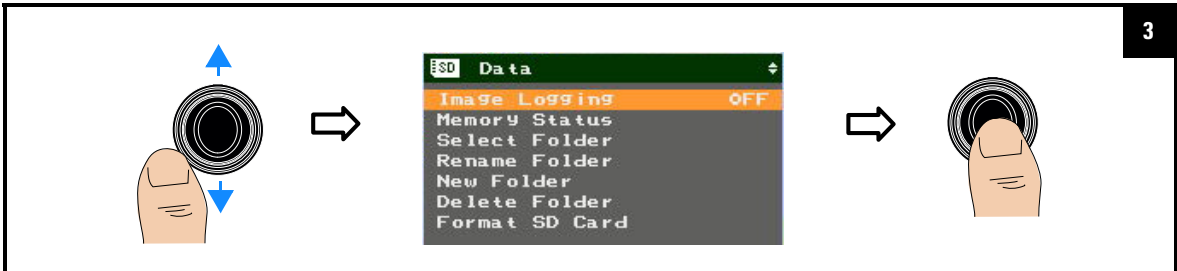 3
SD Data
Image Logging OFF
Memory Status
Select Folder
Rename Folder
New Folder
Delete Folder
Format SD Card